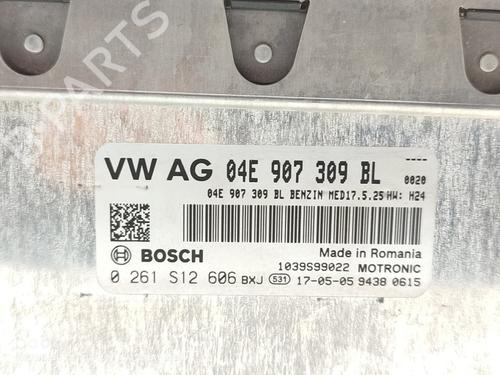 PARTS
VW AG 04E 907 309 BL ----
0020
04E 907 309 BL BENZIN MED17.5.25 HW: H24
BOSCH
Made in Romania
1039S99022 MOTRONIC
0 261 S12 606 BXJ 531 17-05-05 9438 0615